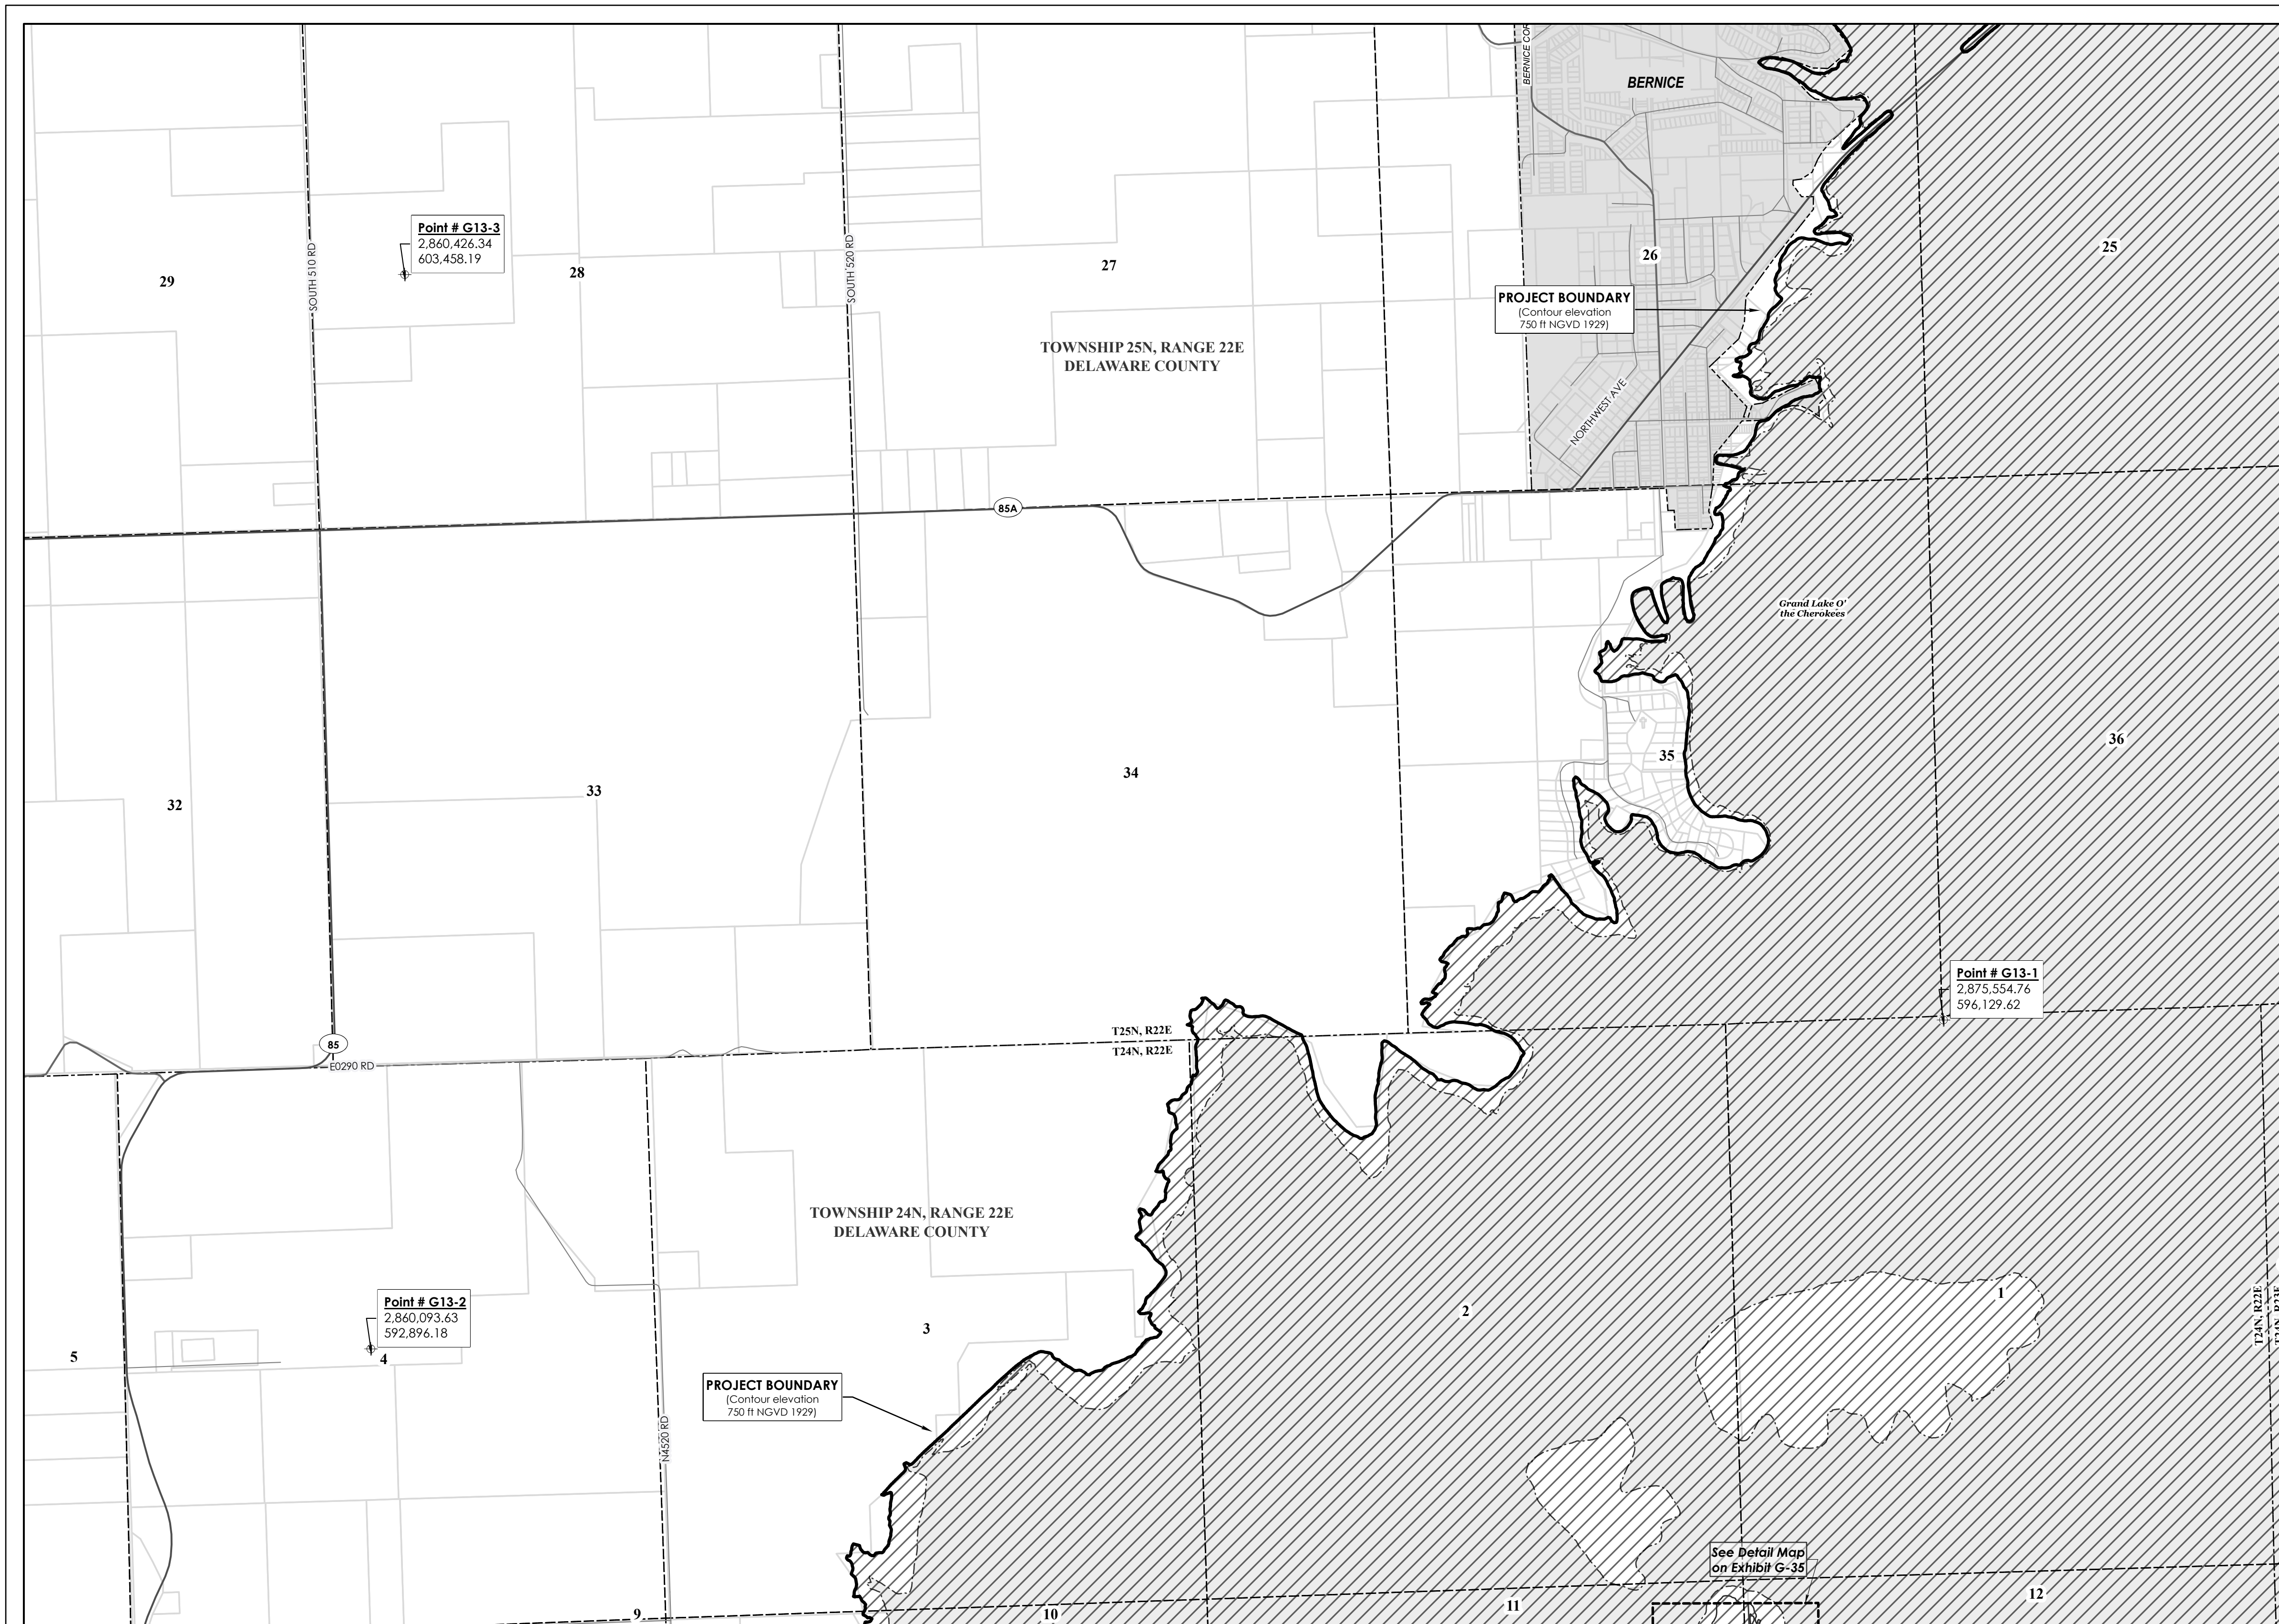 BERNICE COR
BERNICE
Point # G13-3
2,860,426.34
603,458.19
SOUTH 510 RD
SOUTH 520 RD
29
28
27
26
25
PROJECT BOUNDARY
(Contour elevation
750 ft NGVD 1929)
TOWNSHIP 25N, RANGE 22E
DELAWARE COUNTY
NORTHWEST AVE
85A
Grand Lake O'
the Cherokees
32
33
34
35
36
Point # G13-1
2,875,554.76
596,129.62
T25N, R22E
T24N, R22E
85
E0290 RD
TOWNSHIP 24N, RANGE 22E
DELAWARE COUNTY
Point # G13-2
2,860,093.63
592,896.18
5
4
3
2
1
T24N, R22E
T24N, R23E
PROJECT BOUNDARY
(Contour elevation
750 ft NGVD 1929)
N4520 RD
See Detail Map
on Exhibit G-35
9
10
11
12